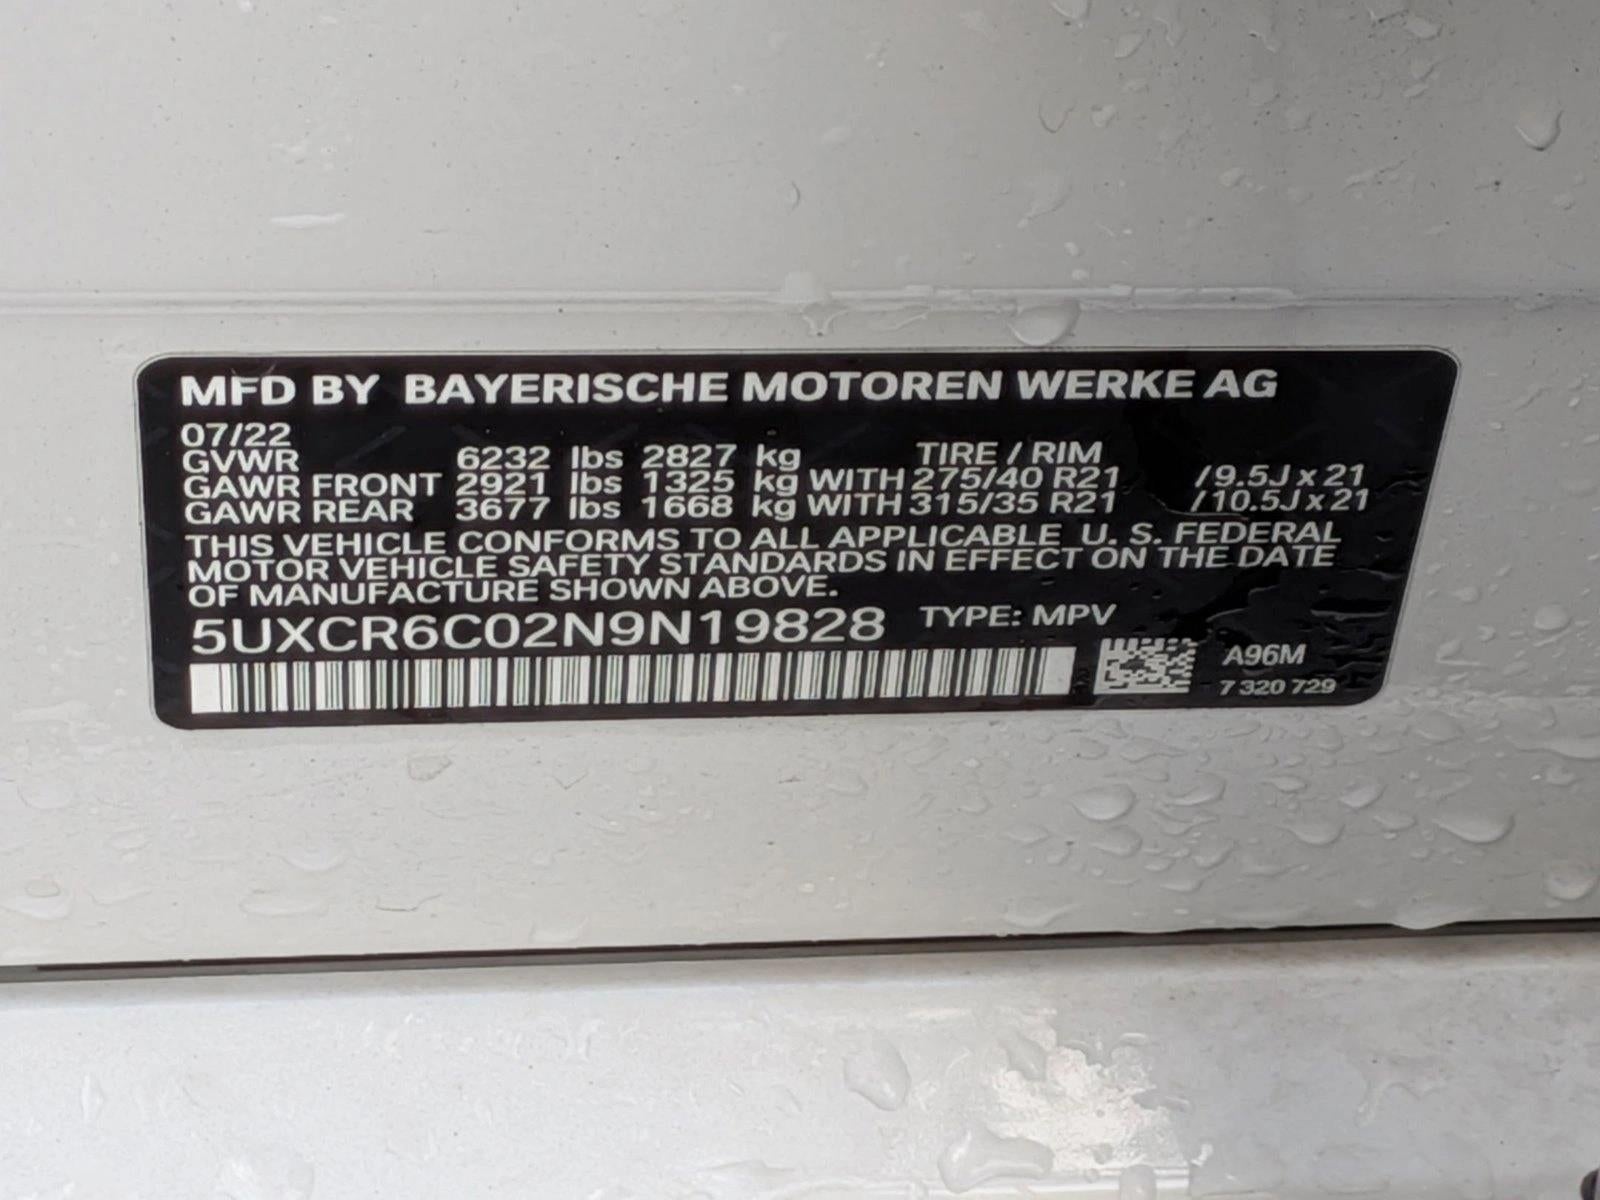 MFD BY BAYERISCHE MOTOREN WERKE AG
07/22
GVWR 6232 lbs 2827 kg TIRE / RIM
GAWR FRONT 2921 lbs 1325 kg WITH 275/40 R21 / 9.5J x 21
GAWR REAR 3677 lbs 1668 kg WITH 315/35 R21 / 10.5J x 21
THIS VEHICLE CONFORMS TO ALL APPLICABLE U. S. FEDERAL
MOTOR VEHICLE SAFETY STANDARDS IN EFFECT ON THE DATE
OF MANUFACTURE SHOWN ABOVE.
5UXCR6C02N9N19828 TYPE: MPV
A96M
7 320 729